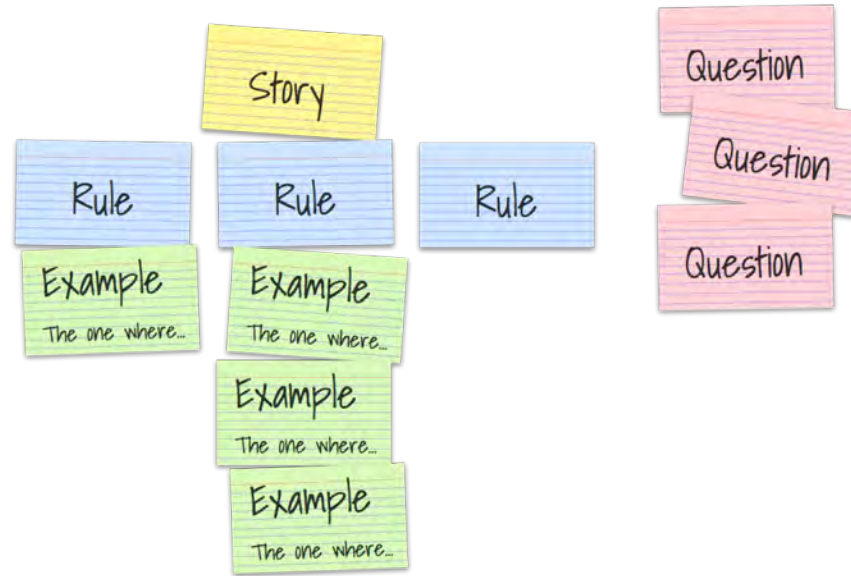 Story
Question
Question
Question
Rule
Rule
Rule
Example
The one where...
Example
The one where...
Example
The one where...
Example
The one where...